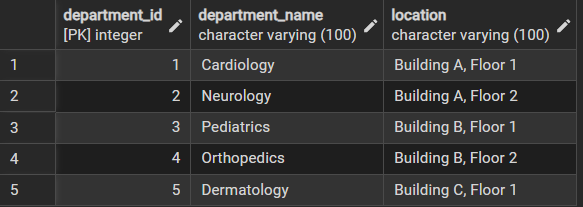 department_id department_name location
[PK] integer character varying (100) character varying (100)
1 1 Cardiology Building A, Floor 1
2 2 Neurology Building A, Floor 2
3 3 Pediatrics Building B, Floor 1
4 4 Orthopedics Building B, Floor 2
5 5 Dermatology Building C, Floor 1